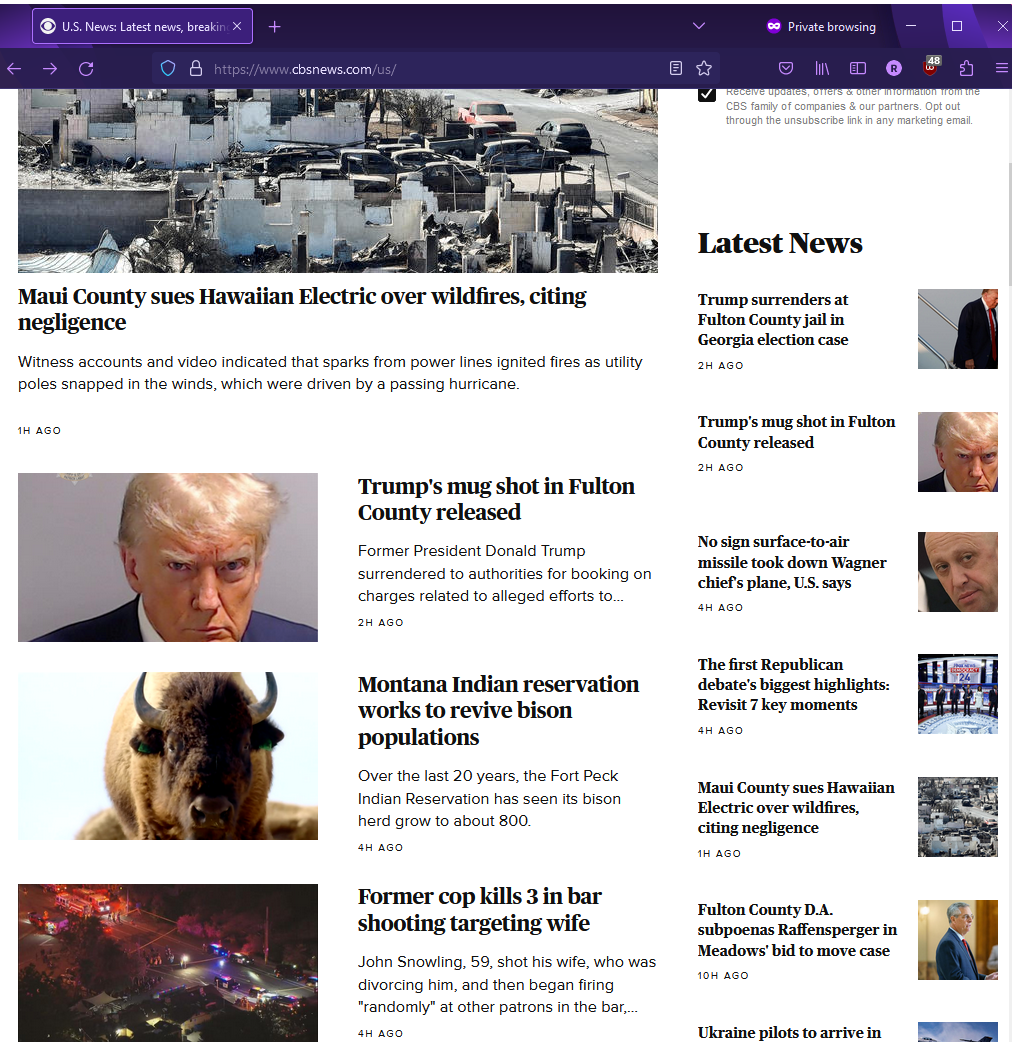 U.S. News: Latest news, breakin
Private browsing
https://www.cbsnews.com/us/
R
48
Receive updates, offers & other information from the
CBS family of companies & our partners. Opt out
through the unsubscribe link in any marketing email.
Maui County sues Hawaiian Electric over wildfires, citing
negligence
Witness accounts and video indicated that sparks from power lines ignited fires as utility
poles snapped in the winds, which were driven by a passing hurricane.
1H AGO
Trump's mug shot in Fulton
County released
Former President Donald Trump
surrendered to authorities for booking on
charges related to alleged efforts to...
2H AGO
Montana Indian reservation
works to revive bison
populations
Over the last 20 years, the Fort Peck
Indian Reservation has seen its bison
herd grow to about 800.
4H AGO
Former cop kills 3 in bar
shooting targeting wife
John Snowling, 59, shot his wife, who was
divorcing him, and then began firing
"randomly" at other patrons in the bar,...
4H AGO
Latest News
Trump surrenders at
Fulton County jail in
Georgia election case
2H AGO
Trump's mug shot in Fulton
County released
2H AGO
No sign surface-to-air
missile took down Wagner
chief's plane, U.S. says
4H AGO
The first Republican
debate's biggest highlights:
Revisit 7 key moments
4H AGO
DEMOCRACY
24
Maui County sues Hawaiian
Electric over wildfires,
citing negligence
1H AGO
Fulton County D.A.
subpoenas Raffensperger in
Meadows' bid to move case
10H AGO
Ukraine pilots to arrive in